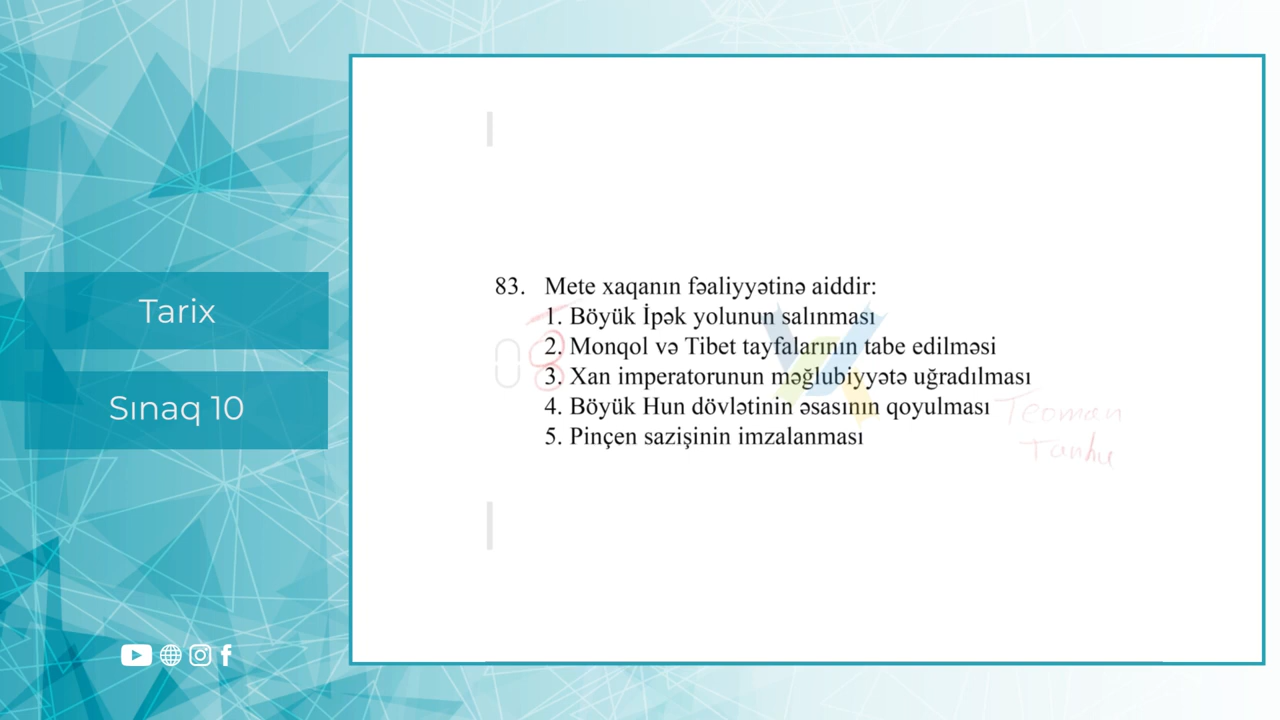 Tarix
Sınaq 10
83. Mete xaqanın fəaliyyətinə aiddir:
1. Böyük İpək yolunun salınması
2. Monqol və Tibet tayfalarının tabe edilməsi
3. Xan imperatorunun məğlubiyyətə uğradılması
4. Böyük Hun dövlətinin əsasının qoyulması
5. Pinçen sazişinin imzalanması
Teoman
Tanhu